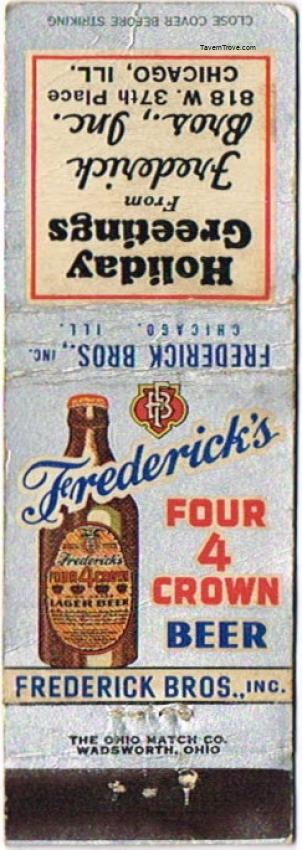 CLOSE COVER BEFORE STRIKING
TavernTrove.com
Holiday
Greetings
From
Frederick
Bros., Inc.
818 W. 37th Place
CHICAGO, ILL.
FREDERICK BROS., INC.
CHICAGO. ILL.
FB
Frederick's
FOUR
4
CROWN
BEER
Frederick's
FOUR 4 CROWN
LAGER BEER
FREDERICK BROS., INC.
THE OHIO MATCH CO.
WADSWORTH, OHIO